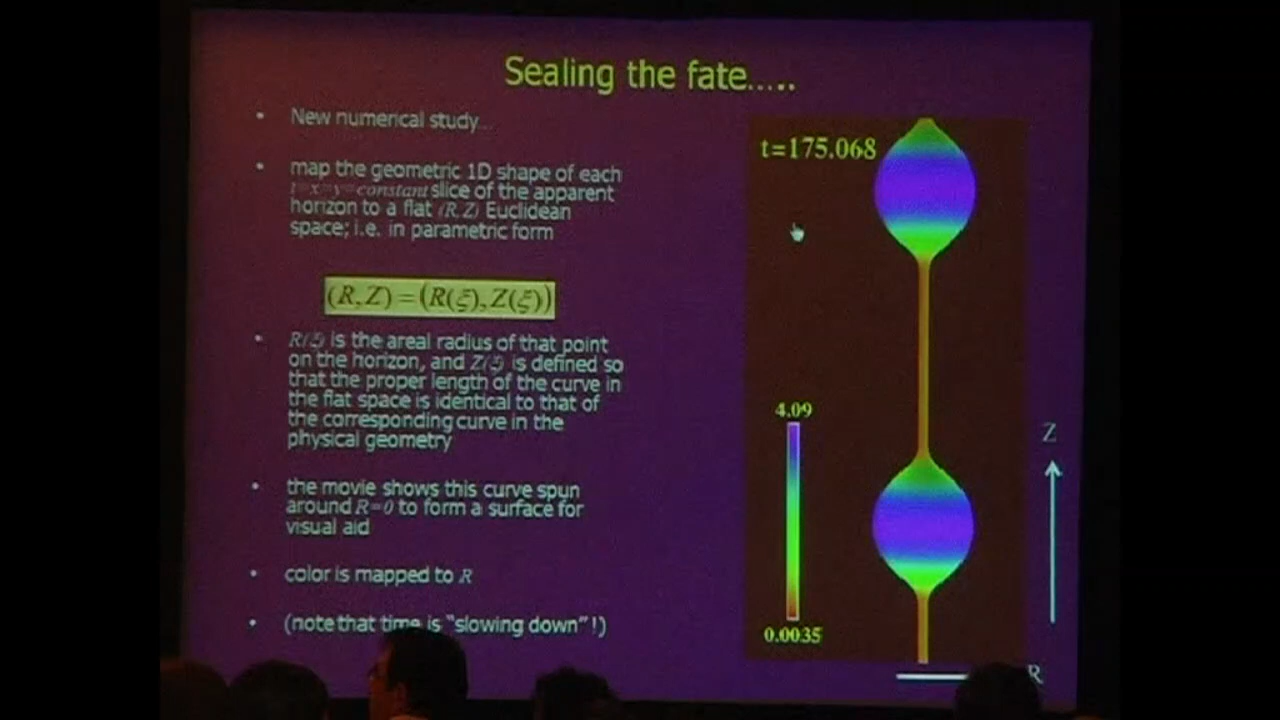 Sealing the fate.....
• New numerical study...
• map the geometric 1D shape of each
t=x=y=constant slice of the apparent
horizon to a flat (R,Z) Euclidean
space; i.e. in parametric form
(R,Z)=(R(ξ),Z(ξ))
• R(ξ) is the areal radius of that point
on the horizon, and Z(ξ) is defined so
that the proper length of the curve in
the flat space is identical to that of
the corresponding curve in the
physical geometry
• the movie shows this curve spun
around R=0 to form a surface for
visual aid
• color is mapped to R
• (note that time is "slowing down"!)
t=175.068
4.09
0.0035
Z
R